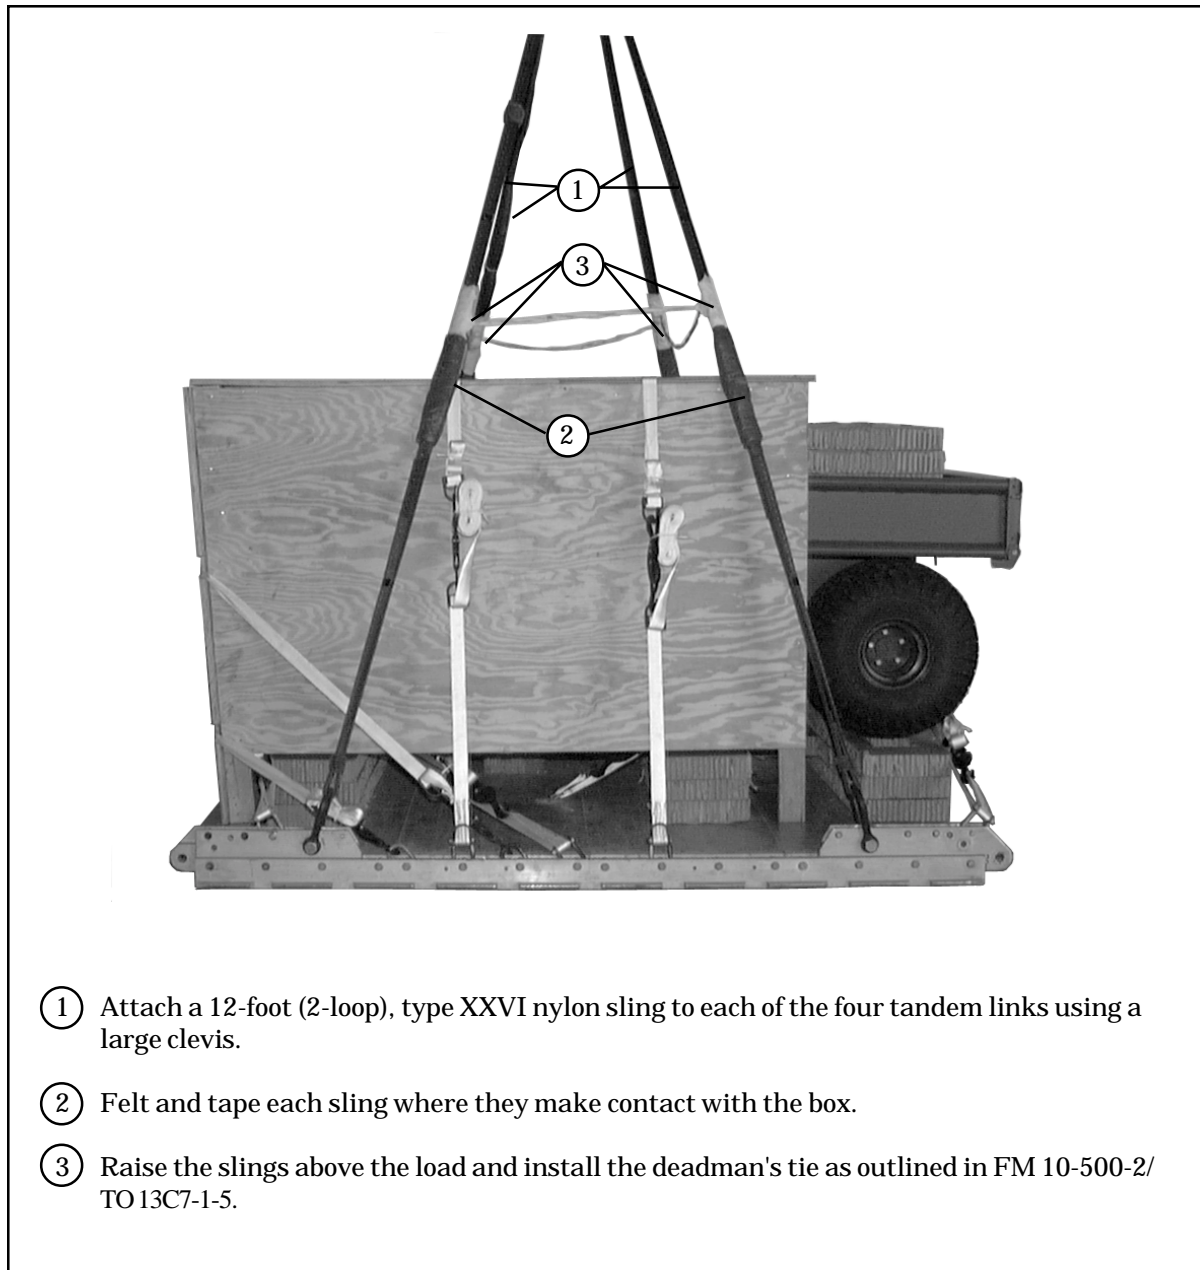 1
3
2
1 Attach a 12-foot (2-loop), type XXVI nylon sling to each of the four tandem links using a
large clevis.
2 Felt and tape each sling where they make contact with the box.
3 Raise the slings above the load and install the deadman's tie as outlined in FM 10-500-2/
TO 13C7-1-5.